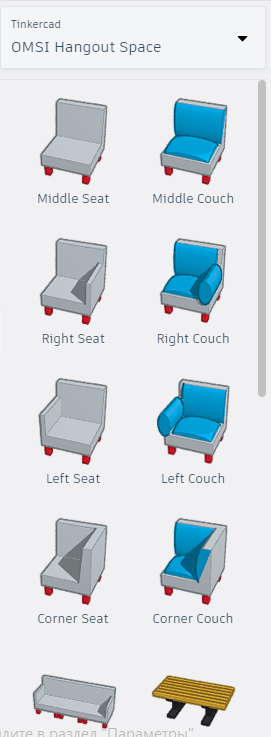 Tinkercad
OMSI Hangout Space
Middle Seat
Middle Couch
Right Seat
Right Couch
Left Seat
Left Couch
Corner Seat
Corner Couch
йдите в раздел "Параметры"